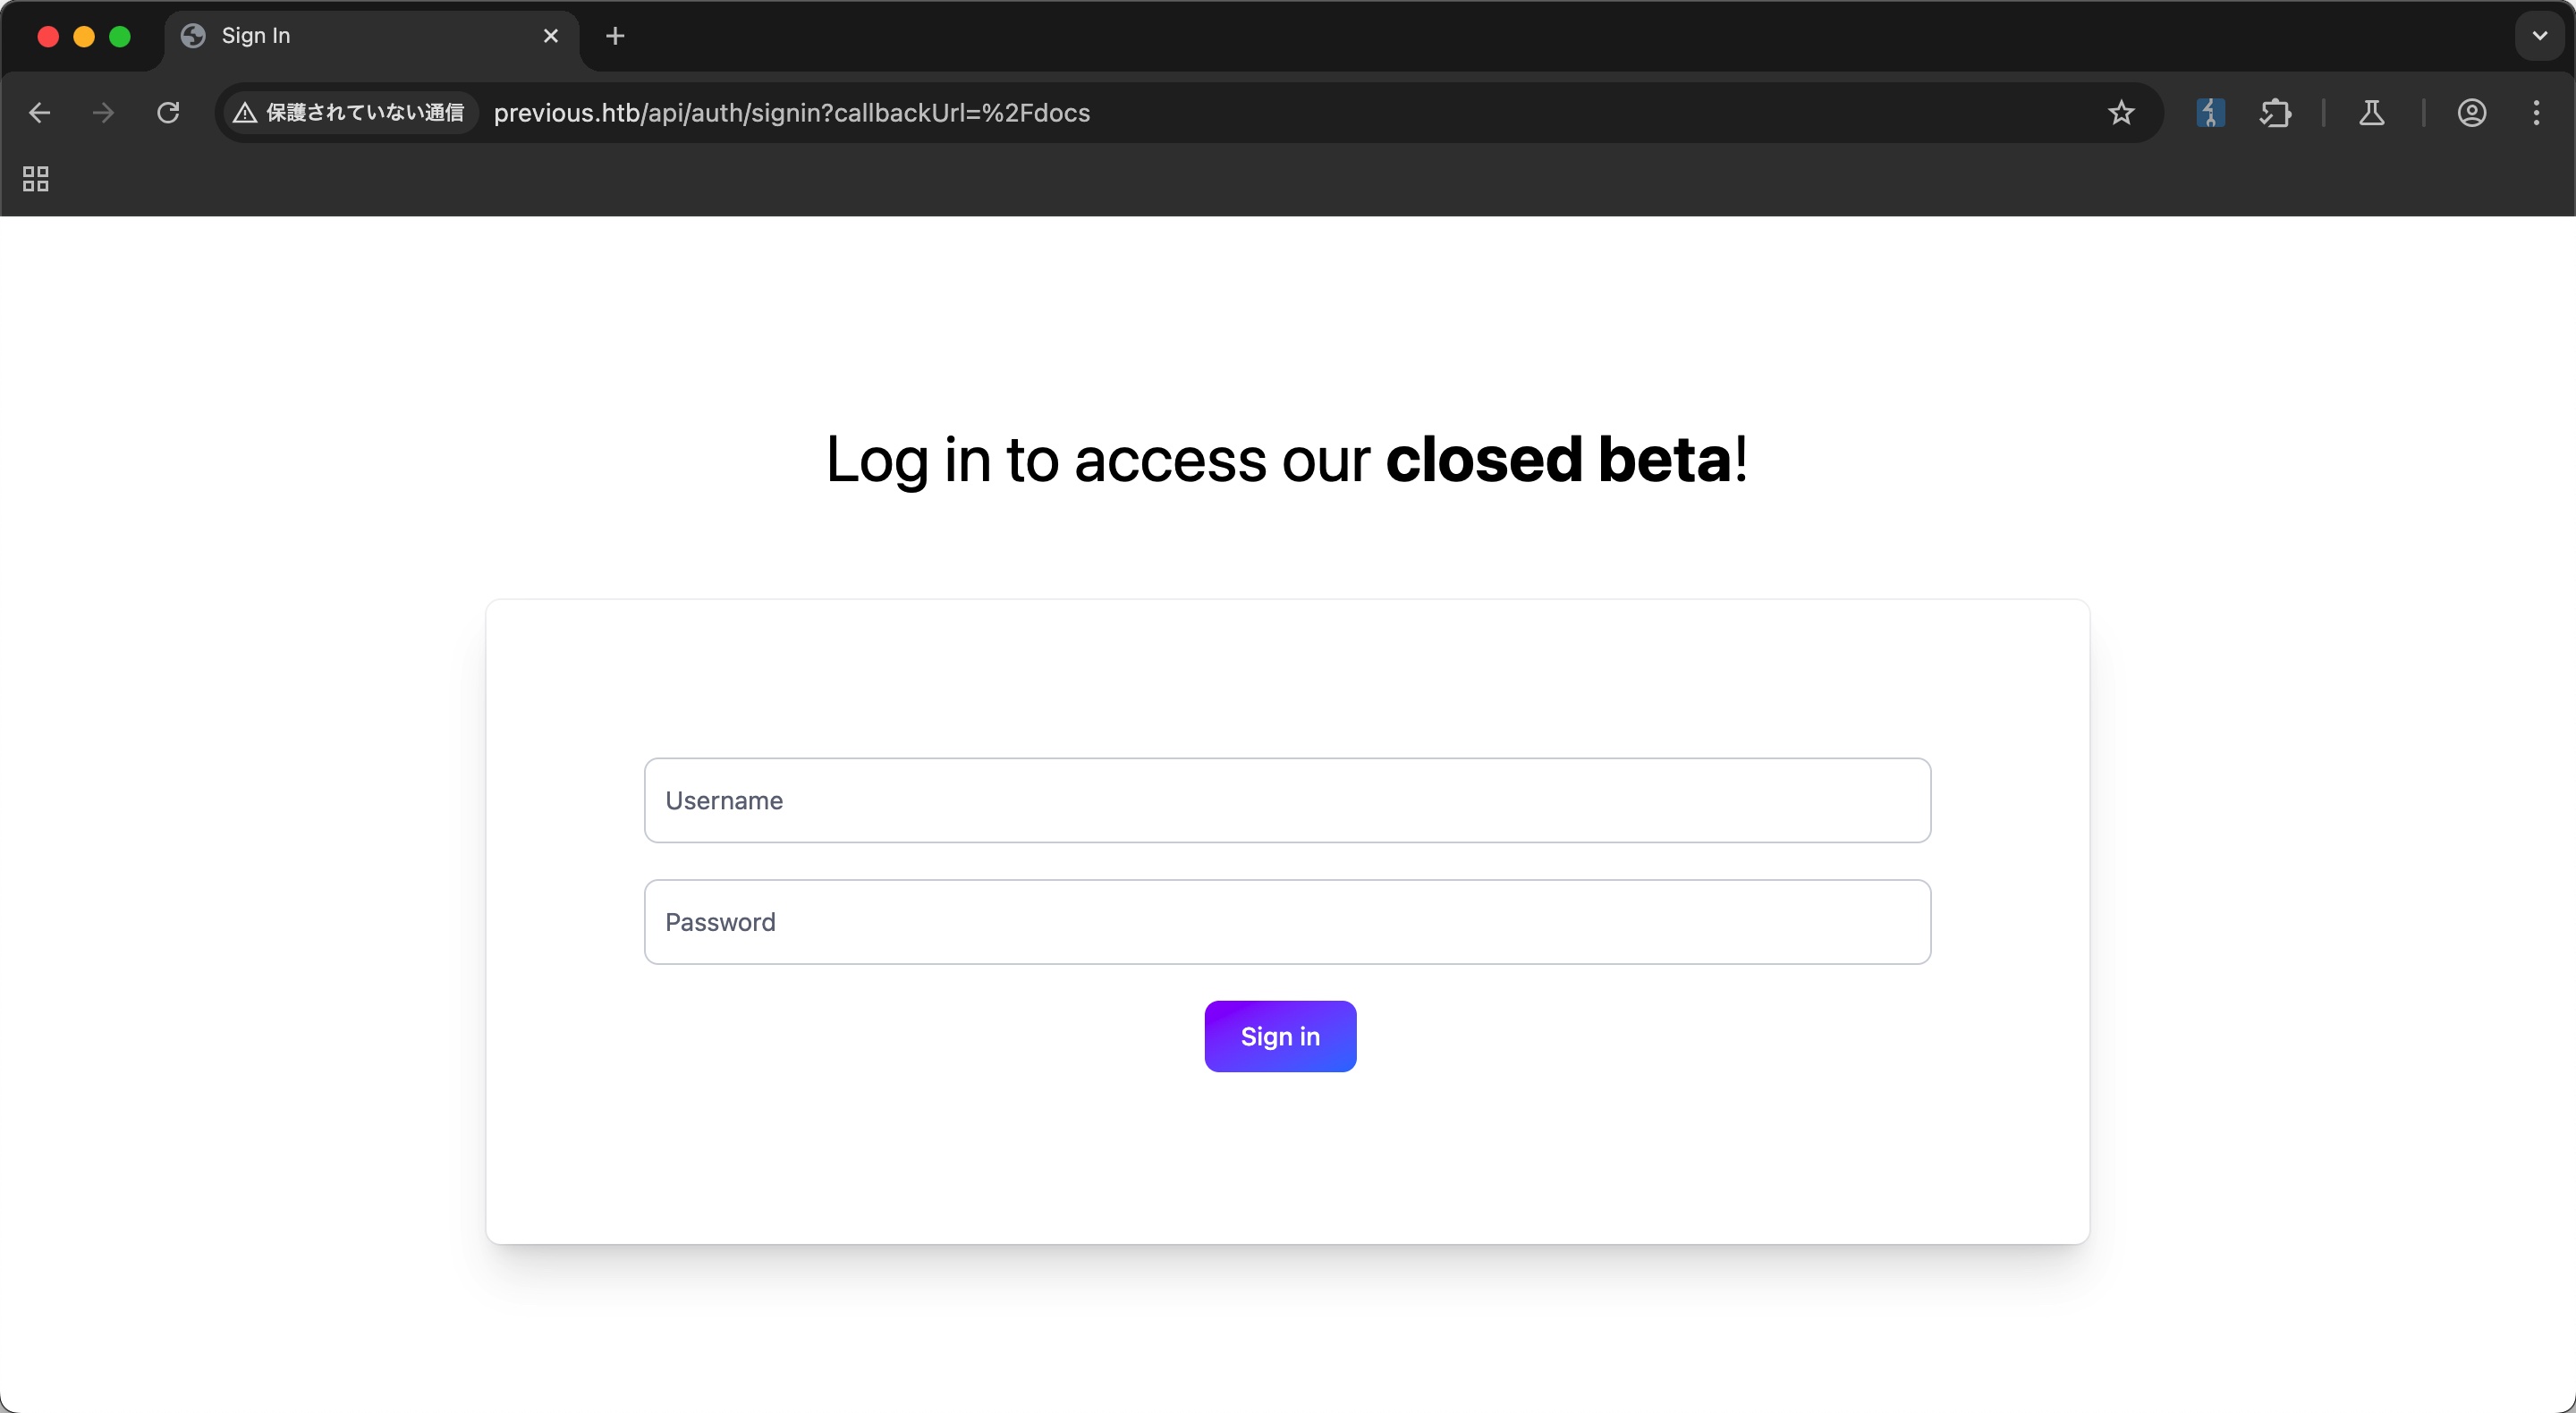 Sign In
保護されていない通信 previous.htb/api/auth/signin?callbackUrl=%2Fdocs
Log in to access our closed beta!
Username
Password
Sign in